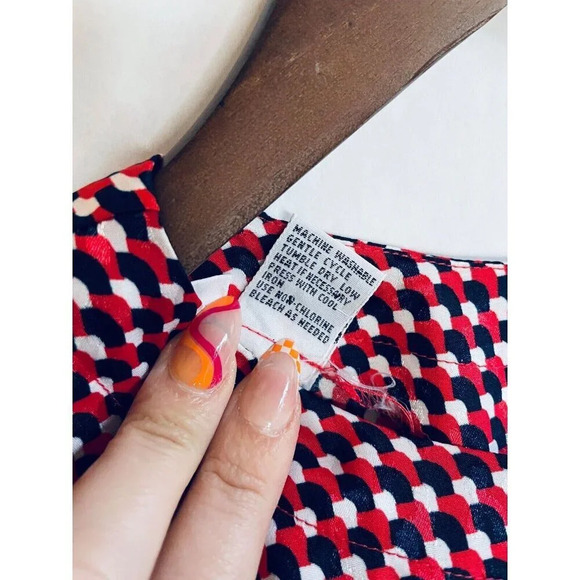 MACHINE WASHABLE
GENTLE CYCLE
TUMBLE DRY LOW
HEAT IF NECESSARY
PRESS WITH COOL
IRON
USE NON-CHLORINE
BLEACH AS NEEDED